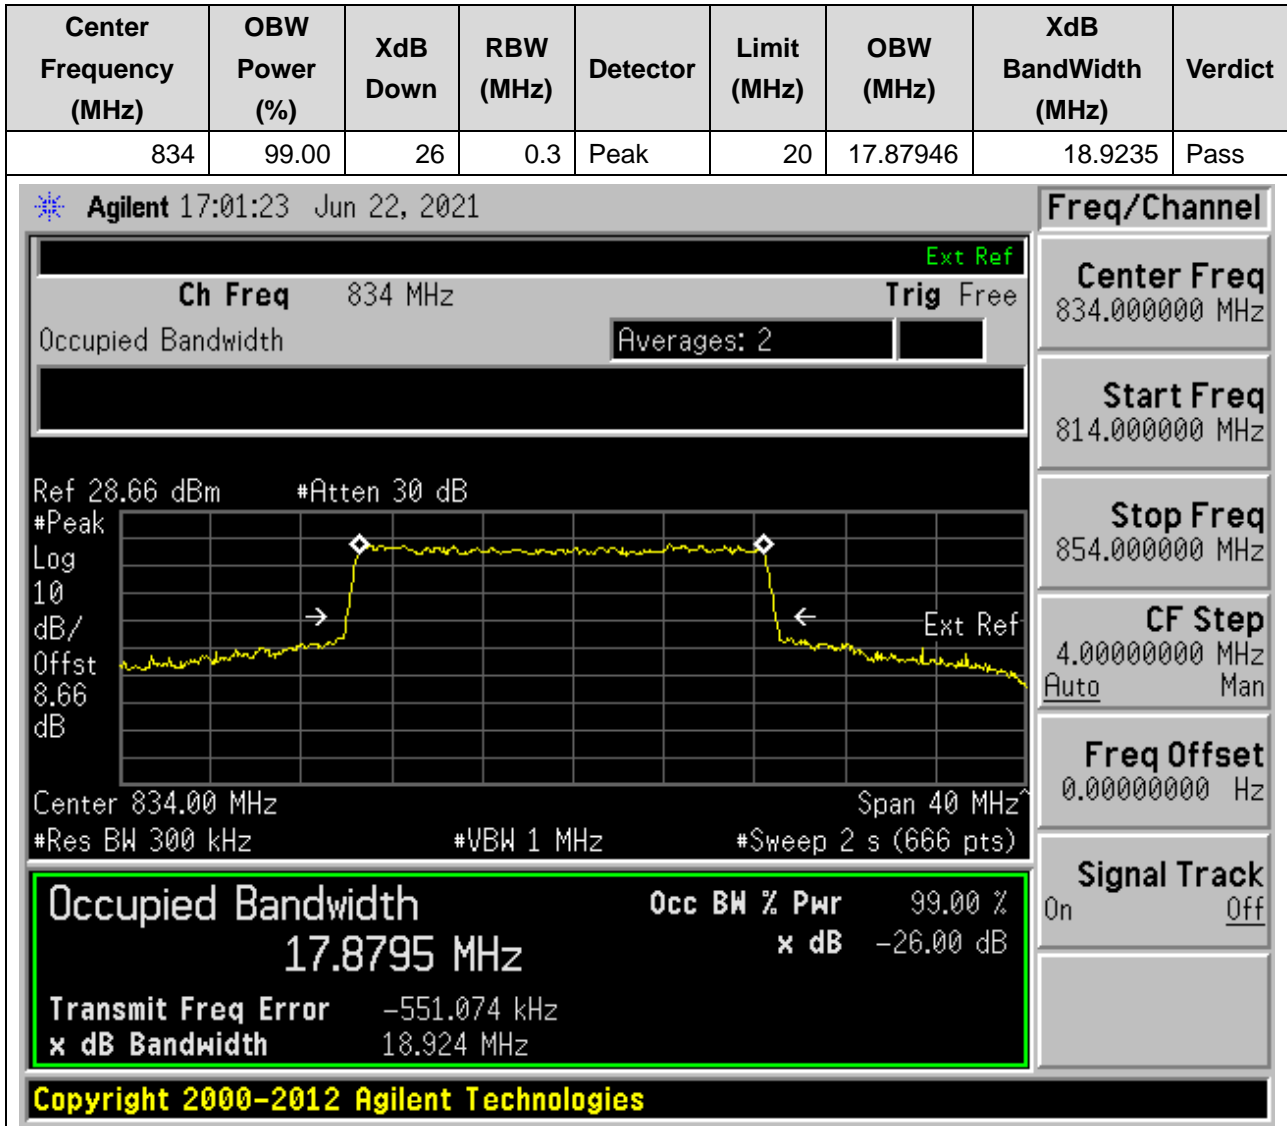 Center Frequency (MHz) OBW Power (%) XdB Down RBW (MHz) Detector Limit (MHz) OBW (MHz) XdB BandWidth (MHz) Verdict
834 99.00 26 0.3 Peak 20 17.87946 18.9235 Pass
Agilent 17:01:23 Jun 22, 2021
Freq/Channel
Ext Ref
Ch Freq 834 MHz Trig Free
Occupied Bandwidth Averages: 2
Center Freq
834.000000 MHz
Start Freq
814.000000 MHz
Stop Freq
854.000000 MHz
CF Step
4.00000000 MHz
Auto Man
Freq Offset
0.00000000 Hz
Signal Track
On Off
Ref 28.66 dBm #Atten 30 dB
#Peak
Log
10
dB/
Offst
8.66
dB
Ext Ref
Center 834.00 MHz Span 40 MHz^
#Res BW 300 kHz #VBW 1 MHz #Sweep 2 s (666 pts)
Occupied Bandwidth
17.8795 MHz
Occ BW % Pwr 99.00 %
x dB -26.00 dB
Transmit Freq Error -551.074 kHz
x dB Bandwidth 18.924 MHz
Copyright 2000-2012 Agilent Technologies